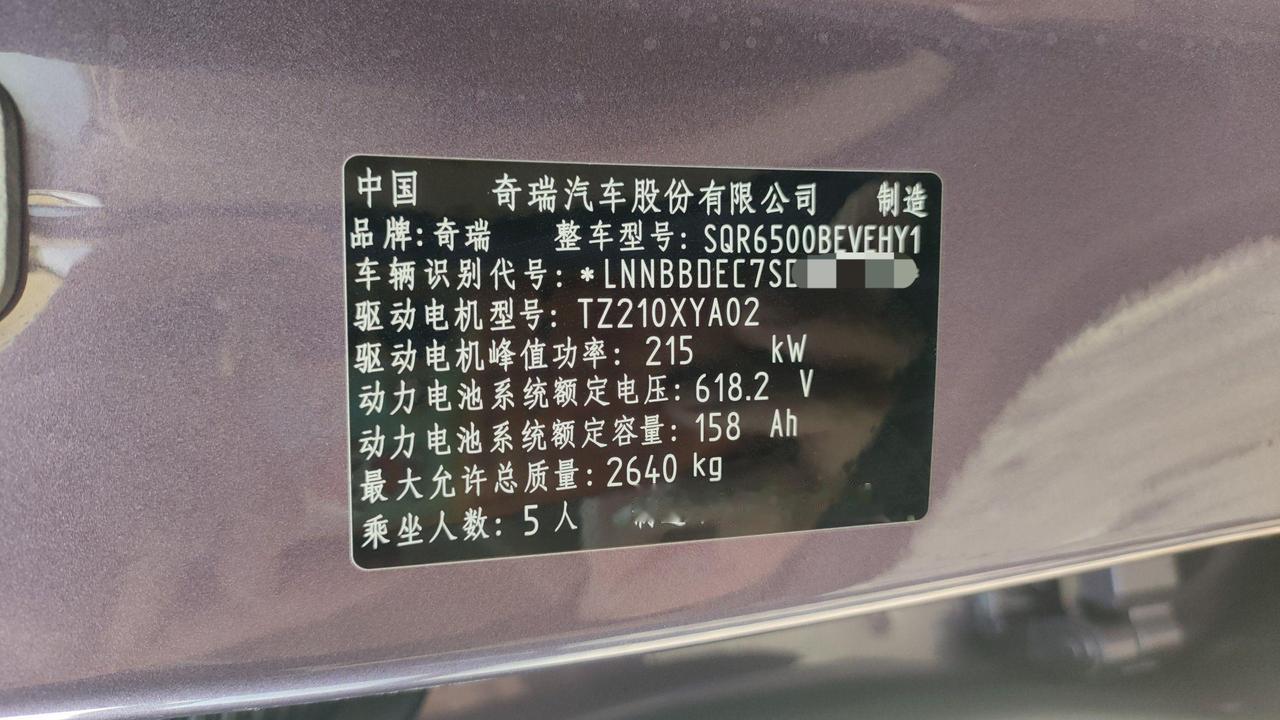 中国 奇瑞汽车股份有限公司 制造
品牌:奇瑞 整车型号:SQR6500BEVEHY1
车辆识别代号:*LNNBBDEC7S
驱动电机型号:TZ210XYA02
驱动电机峰值功率:215 kW
动力电池系统额定电压:618.2 V
动力电池系统额定容量:158 Ah
最大允许总质量:2640 kg
乘坐人数:5人